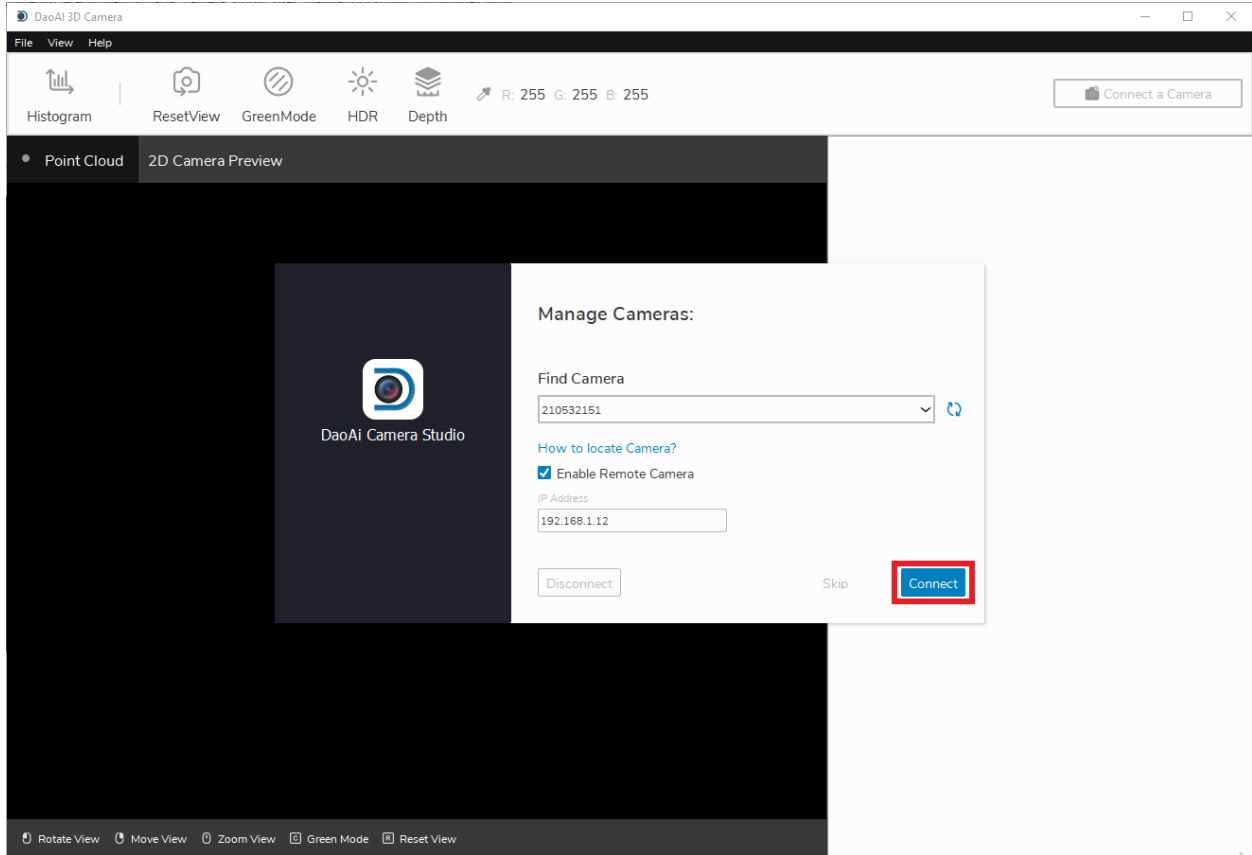 DaoAI 3D Camera
File View Help
Histogram ResetView GreenMode HDR Depth R: 255 G: 255 B: 255 Connect a Camera
Point Cloud 2D Camera Preview
Manage Cameras:
Find Camera
210532151
DaoAi Camera Studio
How to locate Camera?
Enable Remote Camera
IP Address
192.168.1.12
Disconnect Skip Connect
Rotate View Move View Zoom View C Green Mode R Reset View